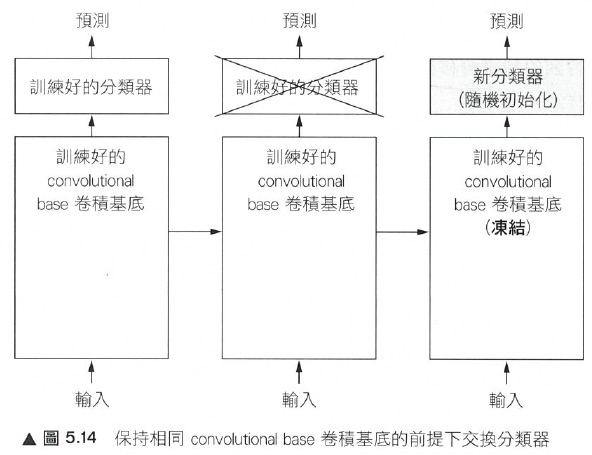 預測
訓練好的分類器
訓練好的
convolutional
base 卷積基底
輸入
預測
訓練好的分類器
訓練好的
convolutional
base 卷積基底
輸入
預測
新分類器
(隨機初始化)
訓練好的
convolutional
base 卷積基底
(凍結)
輸入
▲ 圖 5.14 保持相同 convolutional base 卷積基底的前提下交換分類器